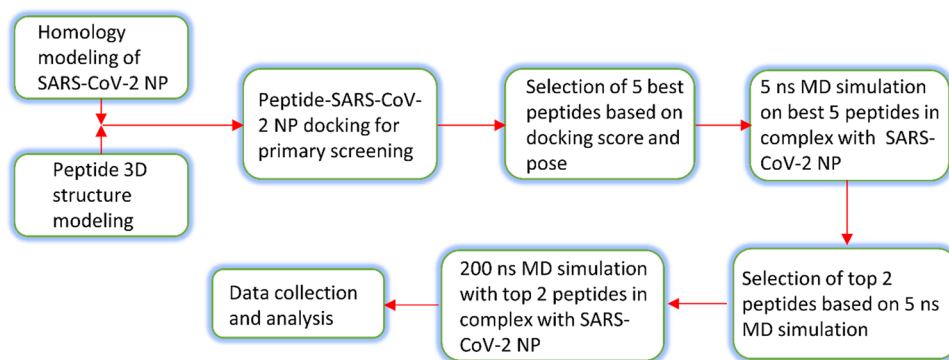 Homology
modeling of
SARS-CoV-2 NP
Peptide 3D
structure
modeling
Peptide-SARS-CoV-
2 NP docking for
primary screening
Selection of 5 best
peptides based on
docking score and
pose
5 ns MD simulation
on best 5 peptides
in complex with SARS-
CoV-2 NP
Selection of top 2
peptides based on 5 ns
MD simulation
200 ns MD simulation
with top 2 peptides in
complex with SARS-
CoV-2 NP
Data collection
and analysis